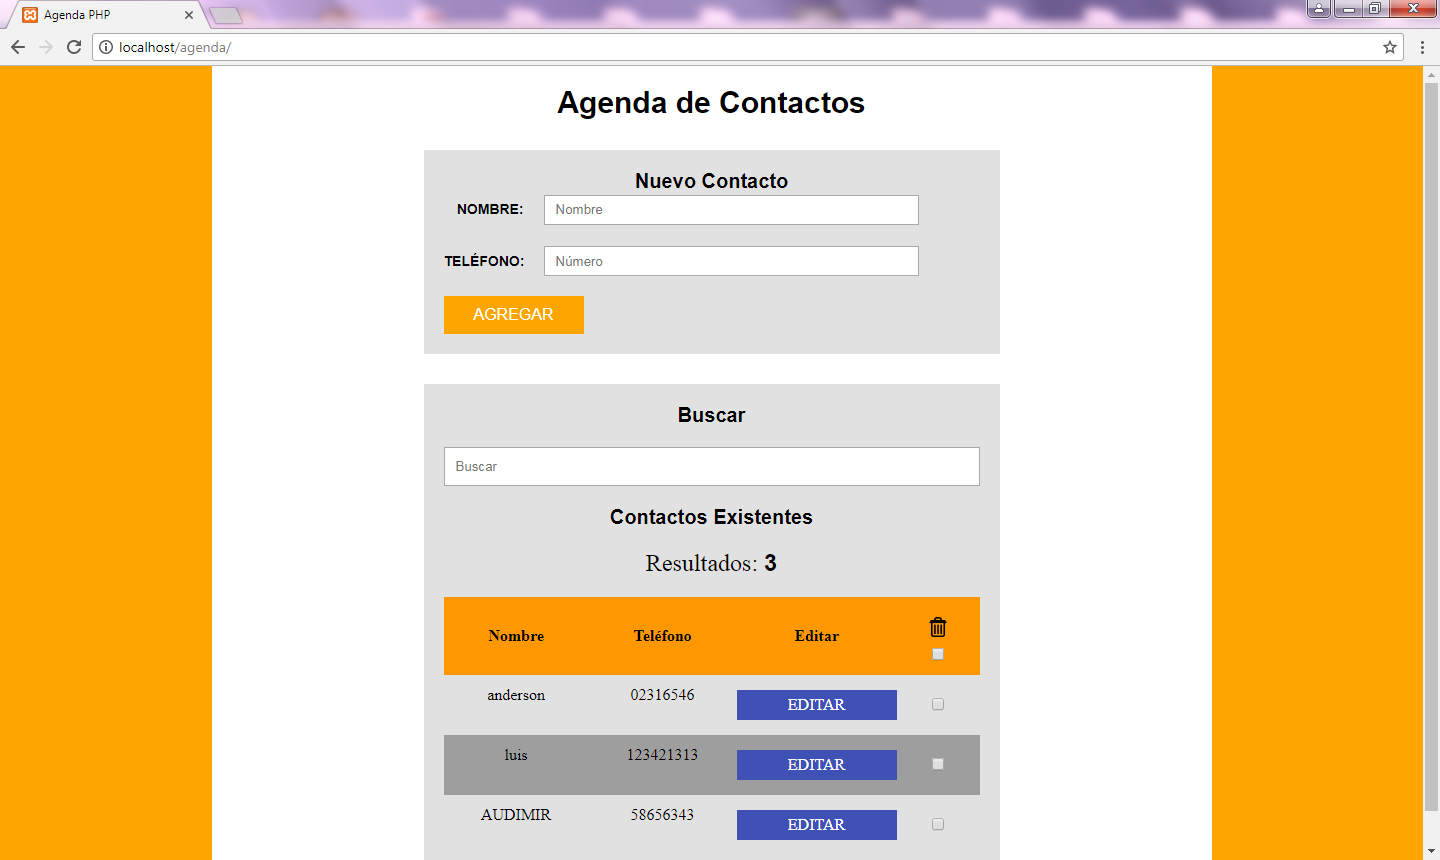 Agenda PHP
localhost/agenda/
Agenda de Contactos
Nuevo Contacto
NOMBRE: Nombre
TELÉFONO: Número
AGREGAR
Buscar
Buscar
Contactos Existentes
Resultados: 3
Nombre Teléfono Editar
anderson 02316546 EDITAR
luis 123421313 EDITAR
AUDIMIR 58656343 EDITAR